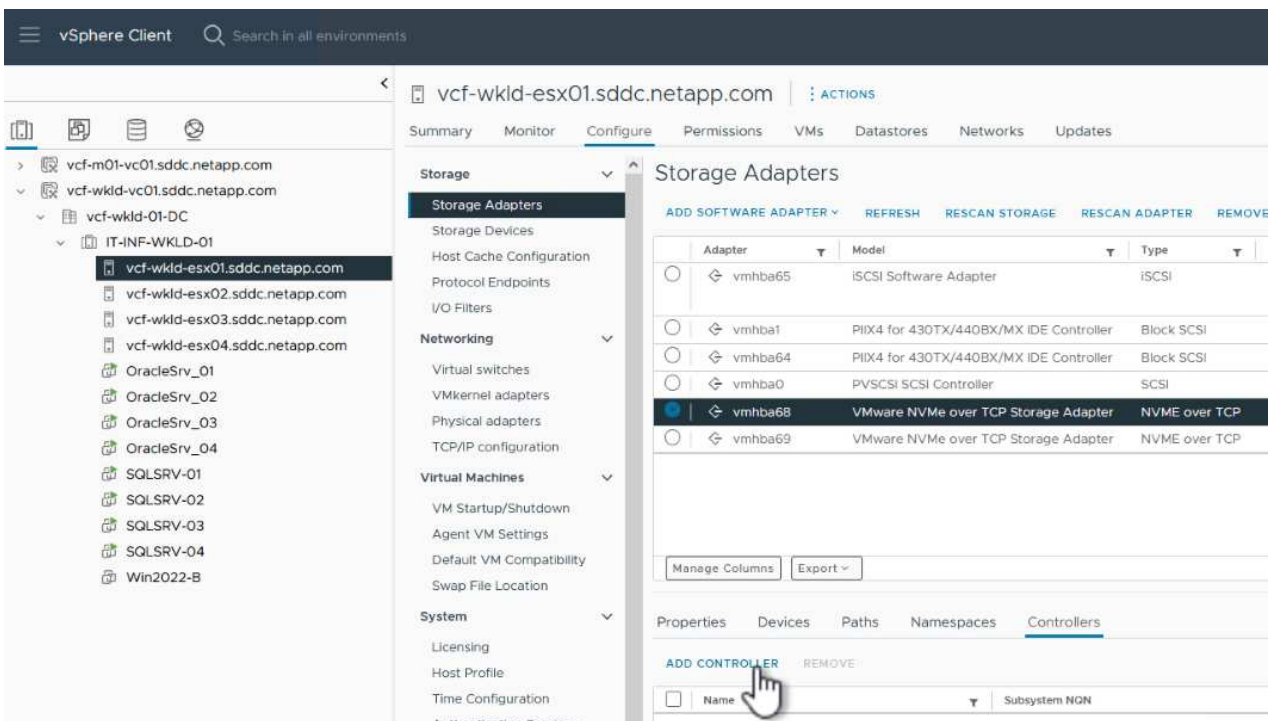 vSphere Client
Search in all environments
vcf-m01-vc01.sddc.netapp.com
vcf-wkld-vc01.sddc.netapp.com
vcf-wkld-01-DC
IT-INF-WKLD-01
vcf-wkld-esx01.sddc.netapp.com
vcf-wkld-esx02.sddc.netapp.com
vcf-wkld-esx03.sddc.netapp.com
vcf-wkld-esx04.sddc.netapp.com
OracleSrv_01
OracleSrv_02
OracleSrv_03
OracleSrv_04
SQLSRV-01
SQLSRV-02
SQLSRV-03
SQLSRV-04
Win2022-B
vcf-wkld-esx01.sddc.netapp.com ACTIONS
Summary Monitor Configure Permissions VMs Datastores Networks Updates
Storage
Storage Adapters
Storage Devices
Host Cache Configuration
Protocol Endpoints
I/O Filters
Networking
Virtual switches
VMkernel adapters
Physical adapters
TCP/IP configuration
Virtual Machines
VM Startup/Shutdown
Agent VM Settings
Default VM Compatibility
Swap File Location
System
Licensing
Host Profile
Time Configuration
Storage Adapters
ADD SOFTWARE ADAPTER REFRESH RESCAN STORAGE RESCAN ADAPTER REMOVE
Adapter Model Type
vmhba65 iSCSI Software Adapter iSCSI
vmhba1 PIIX4 for 430TX/440BX/MX IDE Controller Block SCSI
vmhba64 PIIX4 for 430TX/440BX/MX IDE Controller Block SCSI
vmhba0 PVSCSI SCSI Controller SCSI
vmhba68 VMware NVMe over TCP Storage Adapter NVME over TCP
vmhba69 VMware NVMe over TCP Storage Adapter NVME over TCP
Manage Columns Export
Properties Devices Paths Namespaces Controllers
ADD CONTROLLER REMOVE
Name Subsystem NQN